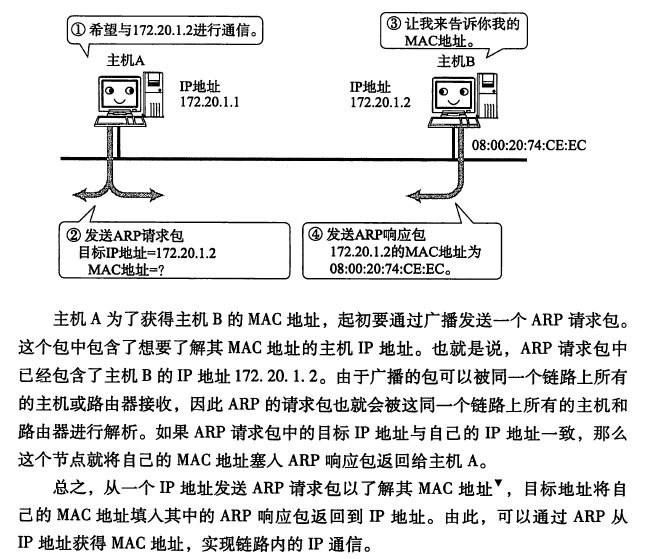 ① 希望与172.20.1.2进行通信。
③ 让我来告诉你我的
MAC地址。
主机A
主机B
IP地址
172.20.1.1
IP地址
172.20.1.2
08:00:20:74:CE:EC
② 发送ARP请求包
目标IP地址=172.20.1.2
MAC地址=?
④ 发送ARP响应包
172.20.1.2的MAC地址为
08:00:20:74:CE:EC。
主机 A 为了获得主机 B 的 MAC 地址，起初要通过广播发送一个 ARP 请求包。
这个包中包含了想要了解其 MAC 地址的主机 IP 地址。也就是说，ARP 请求包中
已经包含了主机 B 的 IP 地址 172. 20. 1. 2。由于广播的包可以被同一个链路上所有
的主机或路由器接收，因此 ARP 的请求包也就会被这同一个链路上所有的主机和
路由器进行解析。如果 ARP 请求包中的目标 IP 地址与自己的 IP 地址一致，那么
这个节点就将自己的 MAC 地址塞入 ARP 响应包返回给主机 A。
总之，从一个 IP 地址发送 ARP 请求包以了解其 MAC 地址▼，目标地址将自
己的 MAC 地址填入其中的 ARP 响应包返回到 IP 地址。由此，可以通过 ARP 从
IP 地址获得 MAC 地址，实现链路内的 IP 通信。